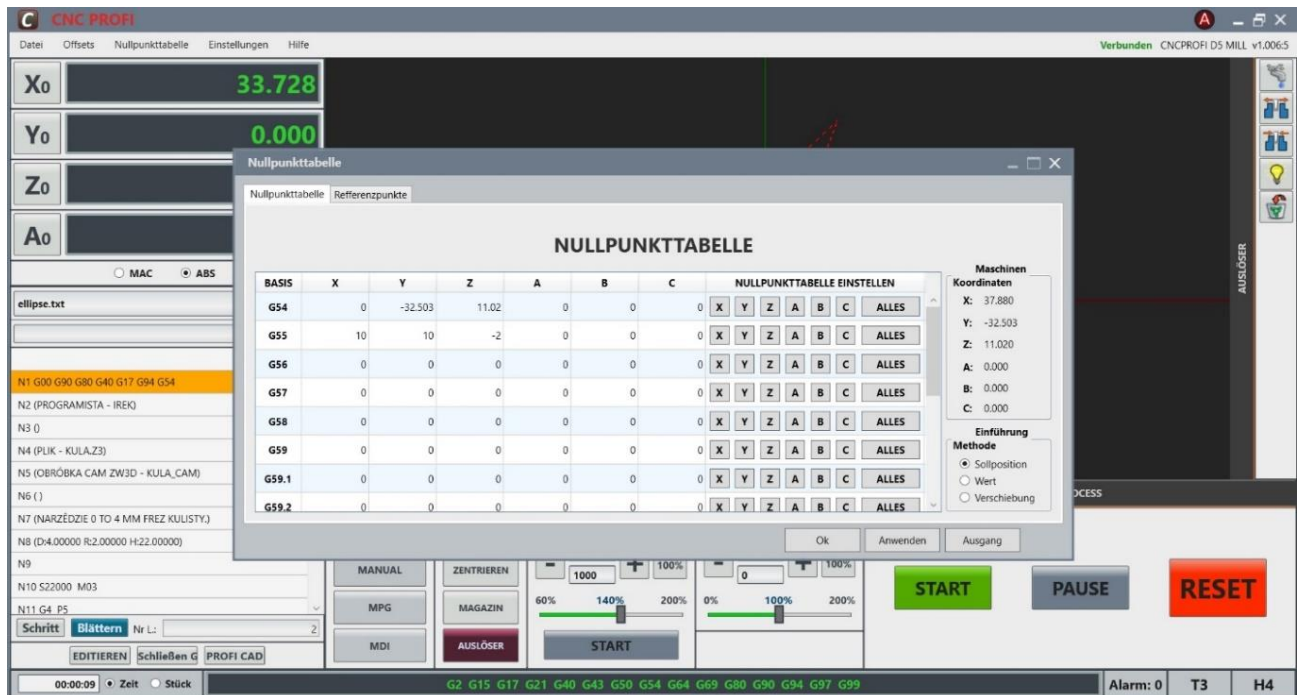 C CNC PROFI A
Datei Offsets Nullpunkttabelle Einstellungen Hilfe Verbunden CNCPROFI D5 MILL v1.006:5
X0 33.728
Y0 0.000
Z0
A0
MAC ABS
ellipse.txt
N1 G00 G90 G80 G40 G17 G94 G54
N2 (PROGRAMISTA - IREK)
N3 ()
N4 (PLIK - KULA.Z3)
N5 (OBRÓBKA CAM ZW3D - KULA_CAM)
N6 ( )
N7 (NARZĘDZIE 0 TO 4 MM FREZ KULISTY.)
N8 (D:4.00000 R:2.00000 H:22.00000)
N9
N10 S22000 M03
N11 G4 P5
Schritt Blättern Nr L.: 2
EDITIEREN Schließen G PROFI CAD
Nullpunkttabelle
Nullpunkttabelle Refferenzpunkte
NULLPUNKTTABELLE
BASIS X Y Z A B C NULLPUNKTTABELLE EINSTELLEN
G54 0 -32.503 11.02 0 0 0 X Y Z A B C ALLES
G55 10 10 -2 0 0 0 X Y Z A B C ALLES
G56 0 0 0 0 0 0 X Y Z A B C ALLES
G57 0 0 0 0 0 0 X Y Z A B C ALLES
G58 0 0 0 0 0 0 X Y Z A B C ALLES
G59 0 0 0 0 0 0 X Y Z A B C ALLES
G59.1 0 0 0 0 0 0 X Y Z A B C ALLES
G59.2 0 0 0 0 0 0 X Y Z A B C ALLES
Maschinen
Koordinaten
X: 37.880
Y: -32.503
Z: 11.020
A: 0.000
B: 0.000
C: 0.000
Einführung
Methode
Sollposition
Wert
Verschiebung
Ok Anwenden Ausgang
AUSLÖSER
MANUAL ZENTRIEREN
MPG MAGAZIN
MDI AUSLÖSER
- 1000 + 100%
60% 140% 200%
START
- 0 + 100%
0% 100% 200%
START PAUSE RESET
00:00:09 Zeit Stück G2 G15 G17 G21 G40 G43 G50 G54 G64 G69 G80 G90 G94 G97 G99 Alarm: 0 T3 H4